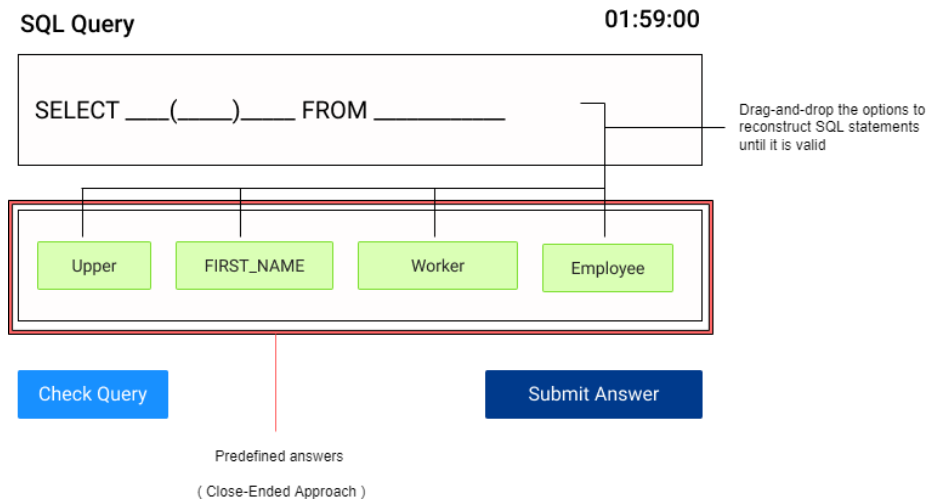 SQL Query
01:59:00
SELECT ____(_____)_____ FROM ____________
Drag-and-drop the options to
reconstruct SQL statements
until it is valid
Upper
FIRST_NAME
Worker
Employee
Check Query
Submit Answer
Predefined answers
( Close-Ended Approach )